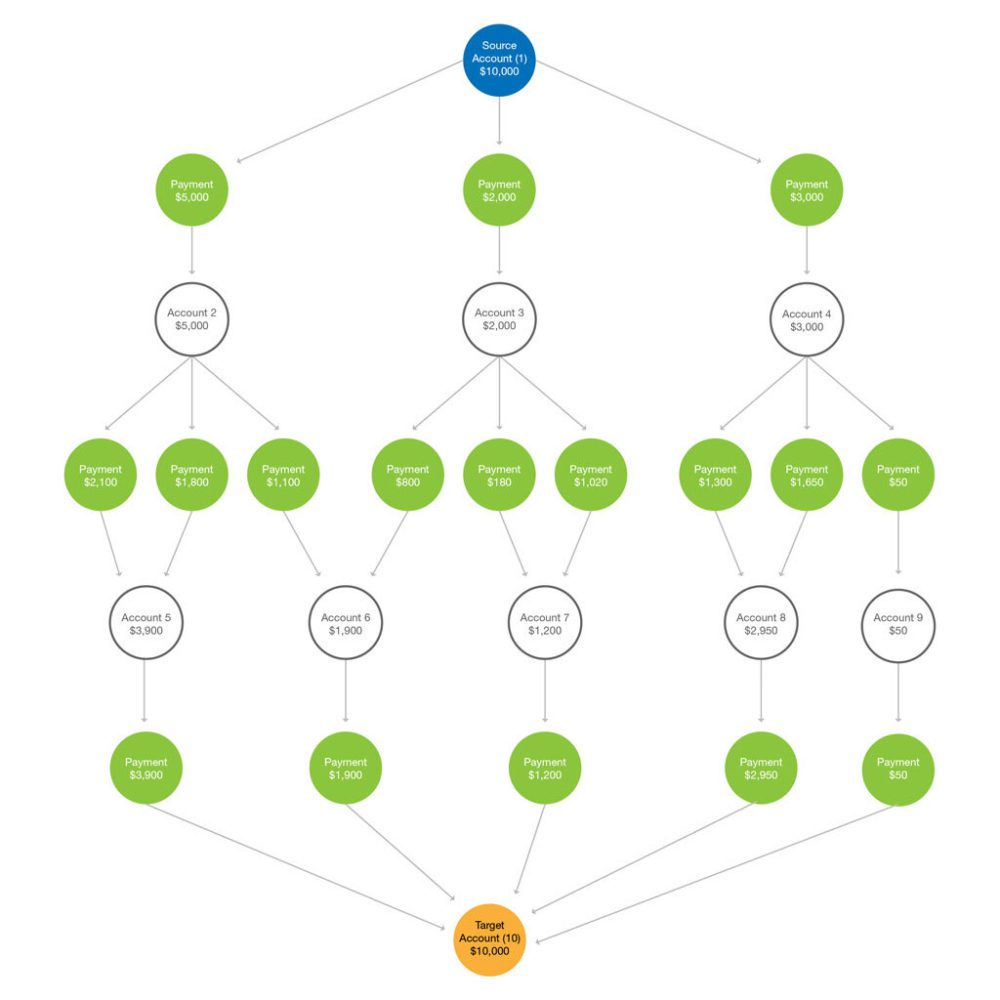 Source
Account (1)
$10,000
Payment
$5,000
Payment
$2,000
Payment
$3,000
Account 2
$5,000
Account 3
$2,000
Account 4
$3,000
Payment
$2,100
Payment
$1,800
Payment
$1,100
Payment
$800
Payment
$180
Payment
$1,020
Payment
$1,300
Payment
$1,650
Payment
$50
Account 5
$3,900
Account 6
$1,900
Account 7
$1,200
Account 8
$2,950
Account 9
$50
Payment
$3,900
Payment
$1,900
Payment
$1,200
Payment
$2,950
Payment
$50
Target
Account (10)
$10,000